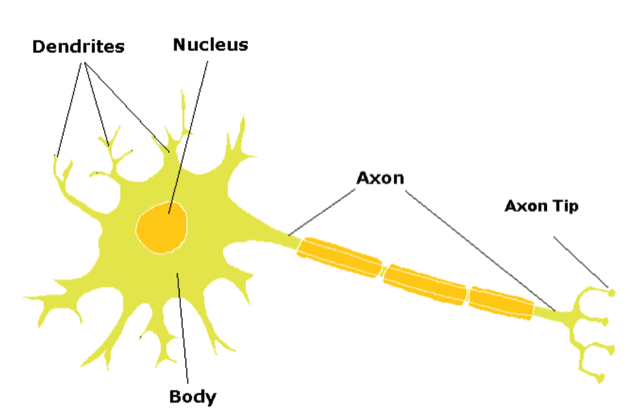 Dendrites
Nucleus
Axon
Axon Tip
Body